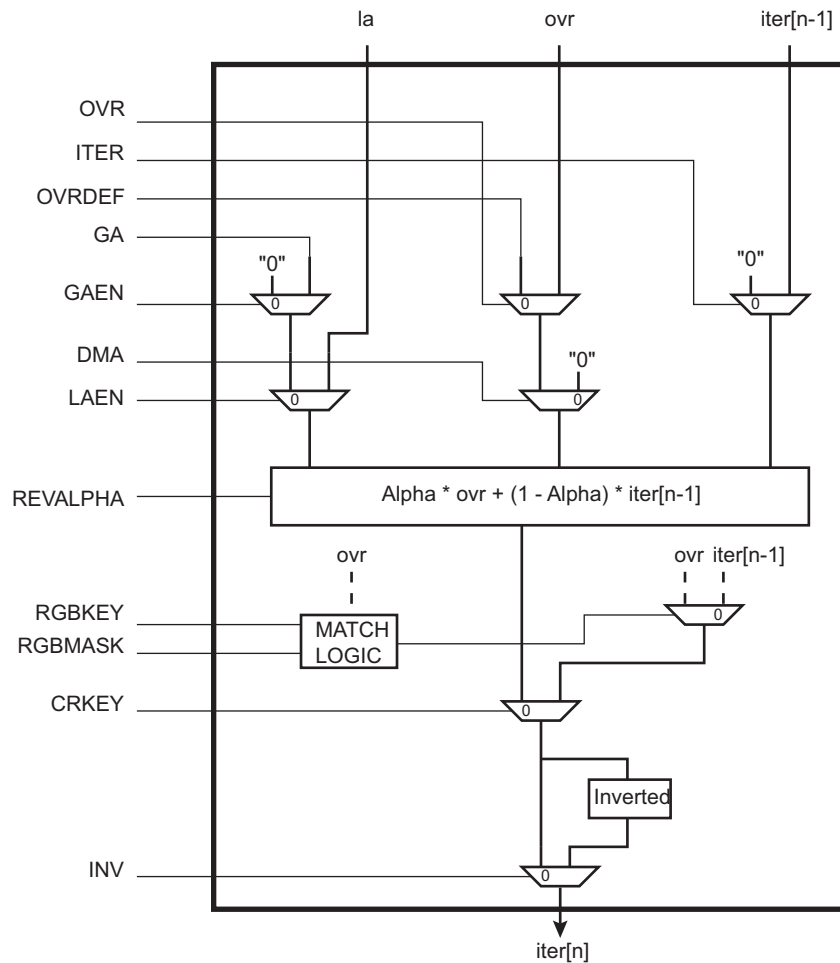 la ovr iter[n-1]
OVR
ITER
OVRDEF
GA
"0" "0"
GAEN 0 0 0
DMA "0"
LAEN 0 0
REVALPHA Alpha * ovr + (1 - Alpha) * iter[n-1]
ovr ovr iter[n-1]
RGBKEY 0
MATCH
RGBMASK LOGIC
CRKEY 0
Inverted
INV 0
iter[n]